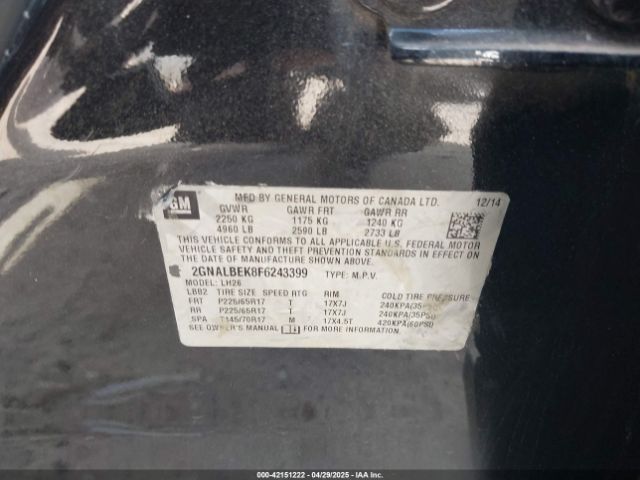 GM
MFD BY GENERAL MOTORS OF CANADA LTD. 12/14
GVWR GAWR FRT GAWR RR
2250 KG 1175 KG 1240 KG
4960 LB 2590 LB 2733 LB
THIS VEHICLE CONFORMS TO ALL APPLICABLE U.S. FEDERAL MOTOR
VEHICLE SAFETY, BUMPER, AND THEFT PREVENTION
STANDARDS IN EFFECT ON THE
DATE OF MANUFACTURE SHOWN ABOVE.
2GNALBEK8F6243399 TYPE: M.P.V.
MODEL: LH26
TIRE SIZE SPEED RTG RIM COLD TIRE PRESSURE
FRT P225/65R17 T 17X7J 240KPA(35PSI)
RR P225/65R17 T 17X7J 240KPA(35PSI)
SPA T145/70R17 M 17X4.5T 420KPA(60PSI)
SEE OWNER'S MANUAL FOR MORE INFORMATION.
000-42151222 04/29/2025 IAAI.COM